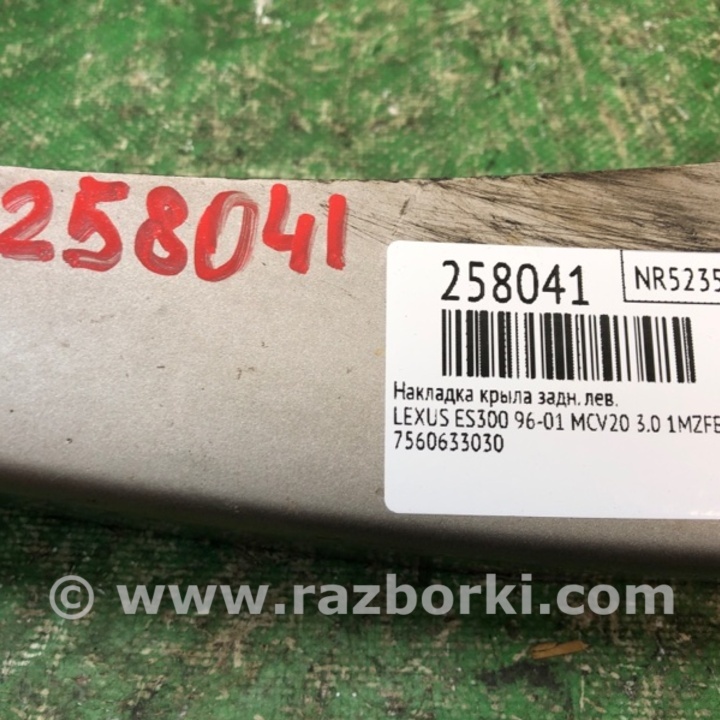 258041
258041
NR5235
Накладка крыла задн. лев.
LEXUS ES300 96-01 MCV20 3.0 1MZFE
7560633030
© www.razborki.com